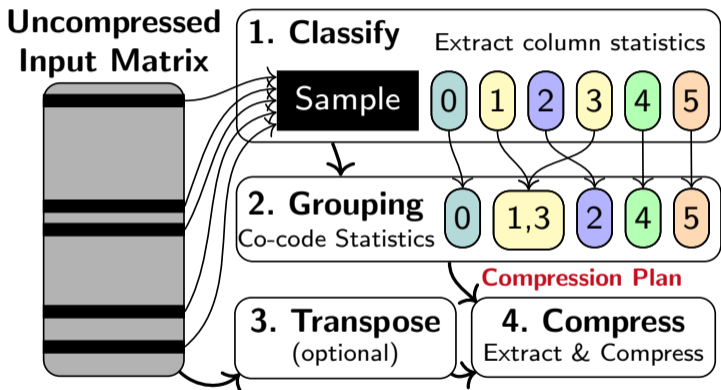 Uncompressed
Input Matrix
1. Classify
Extract column statistics
Sample
0 1 2 3 4 5
2. Grouping
Co-code Statistics
0 1,3 2 4 5
Compression Plan
3. Transpose
(optional)
4. Compress
Extract & Compress